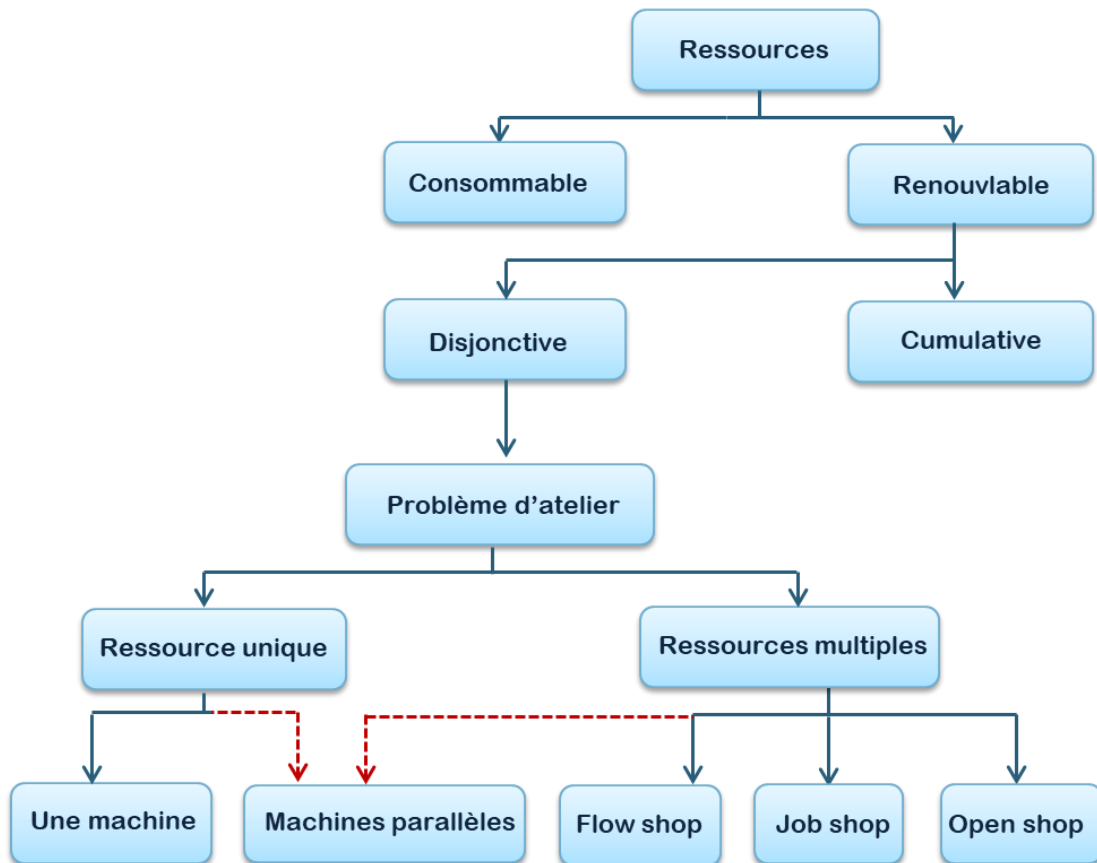 Ressources
Consommable
Renouvlable
Disjonctive
Cumulative
Problème d'atelier
Ressource unique
Ressources multiples
Une machine
Machines parallèles
Flow shop
Job shop
Open shop